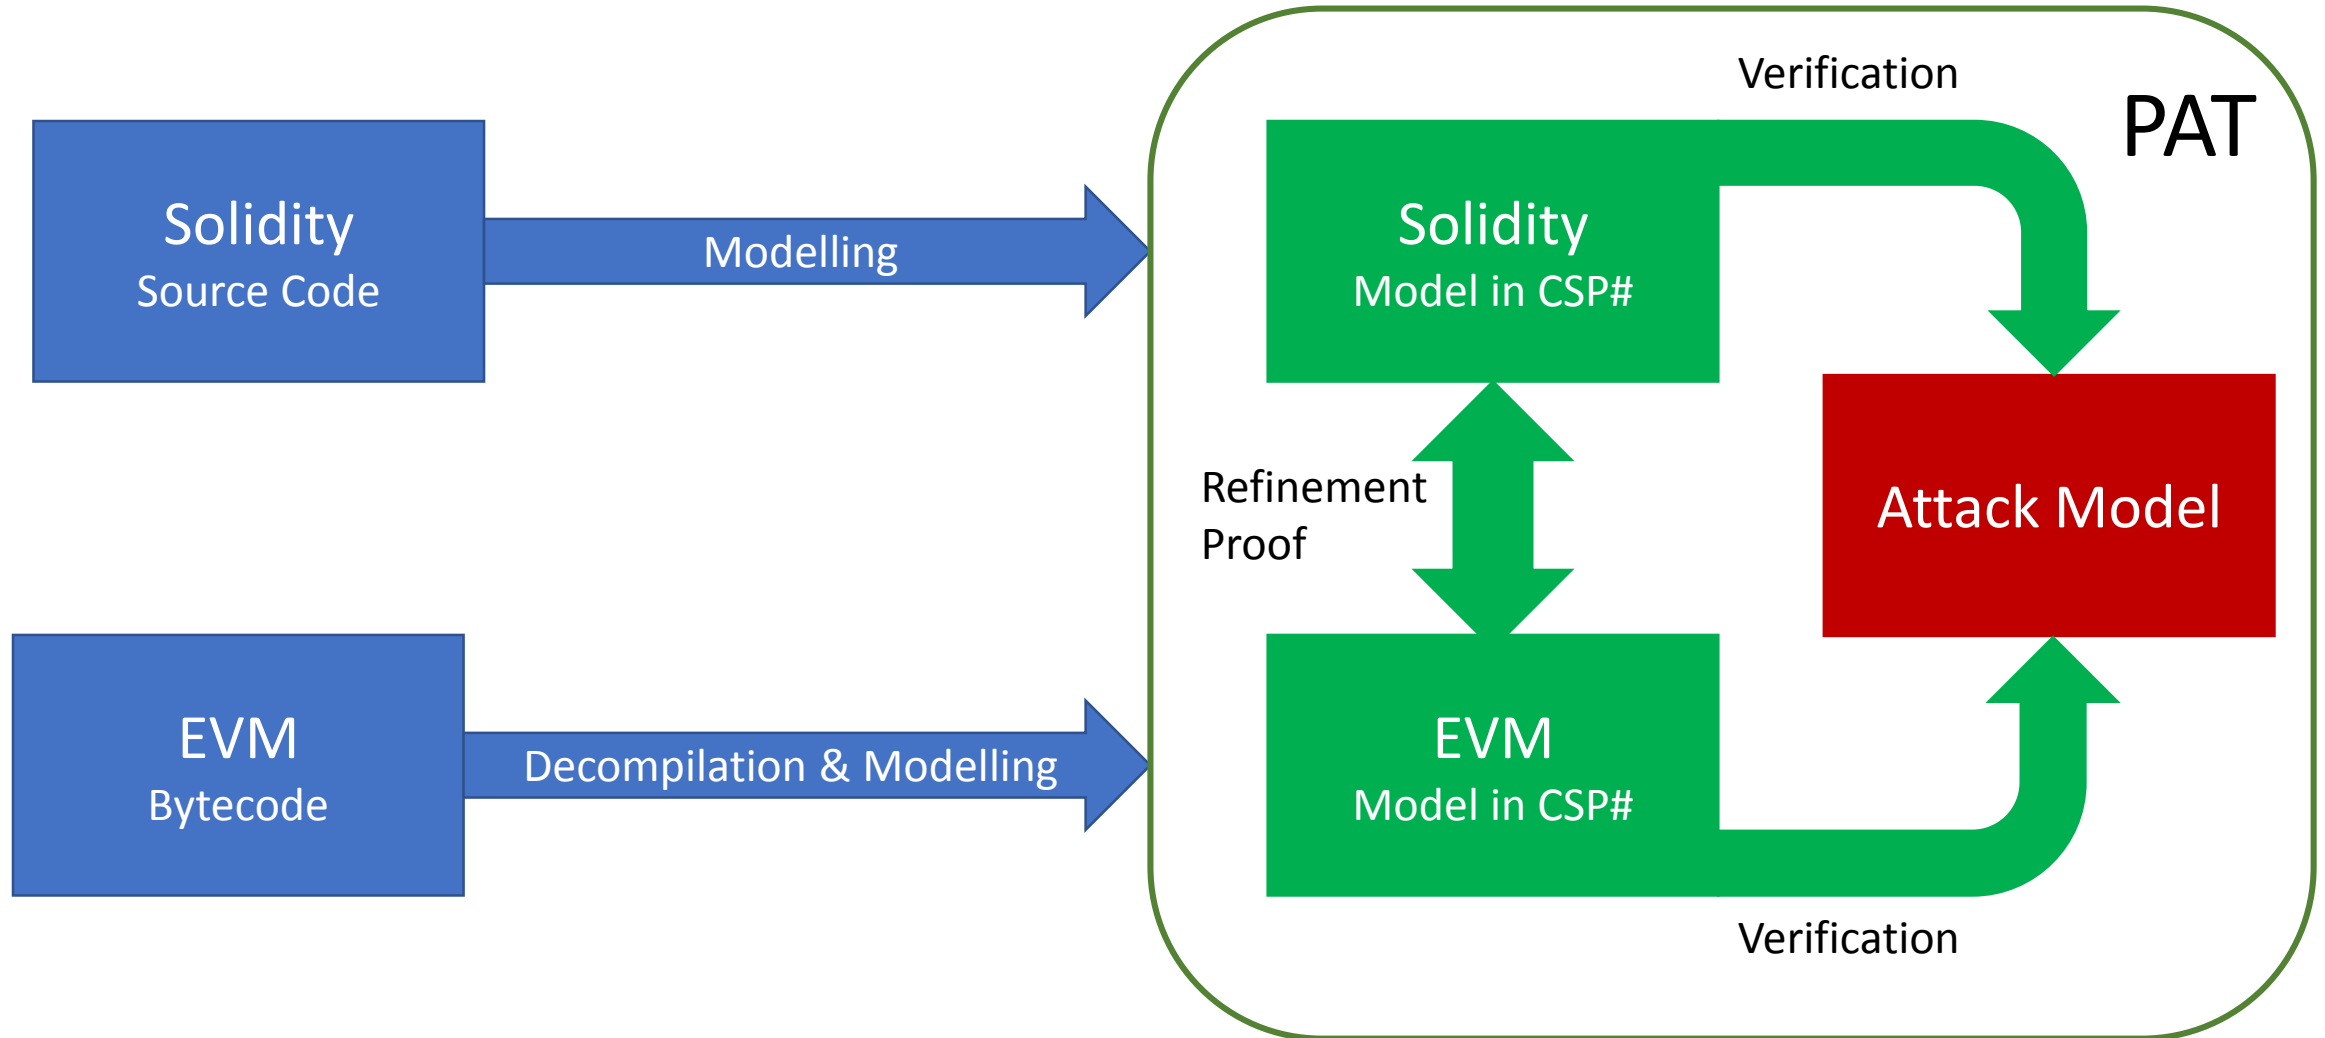 Solidity
Source Code
Modelling
EVM
Bytecode
Decompilation & Modelling
PAT
Verification
Solidity
Model in CSP#
Refinement
Proof
Attack Model
EVM
Model in CSP#
Verification